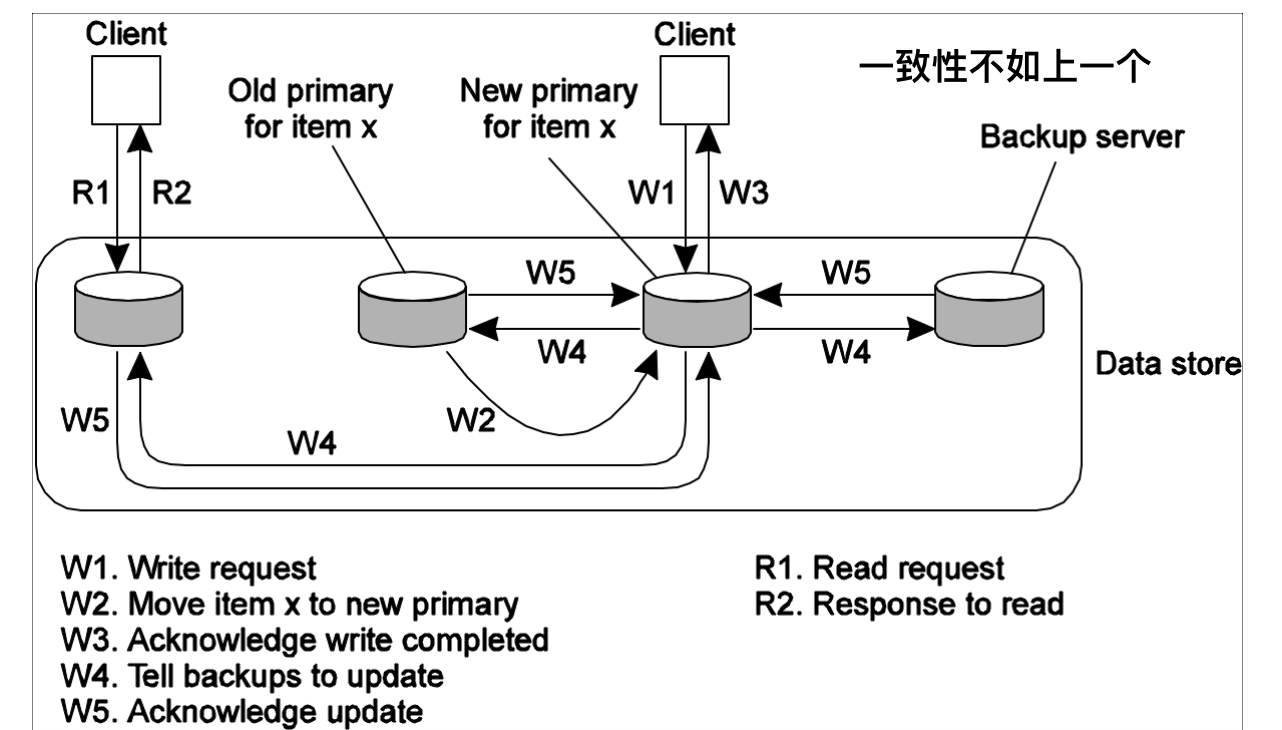 Client
Client
一致性不如上一个
Old primary
for item x
New primary
for item x
Backup server
R1
R2
W1
W3
W5
W5
W4
W4
Data store
W5
W2
W4
W1. Write request
W2. Move item x to new primary
W3. Acknowledge write completed
W4. Tell backups to update
W5. Acknowledge update
R1. Read request
R2. Response to read